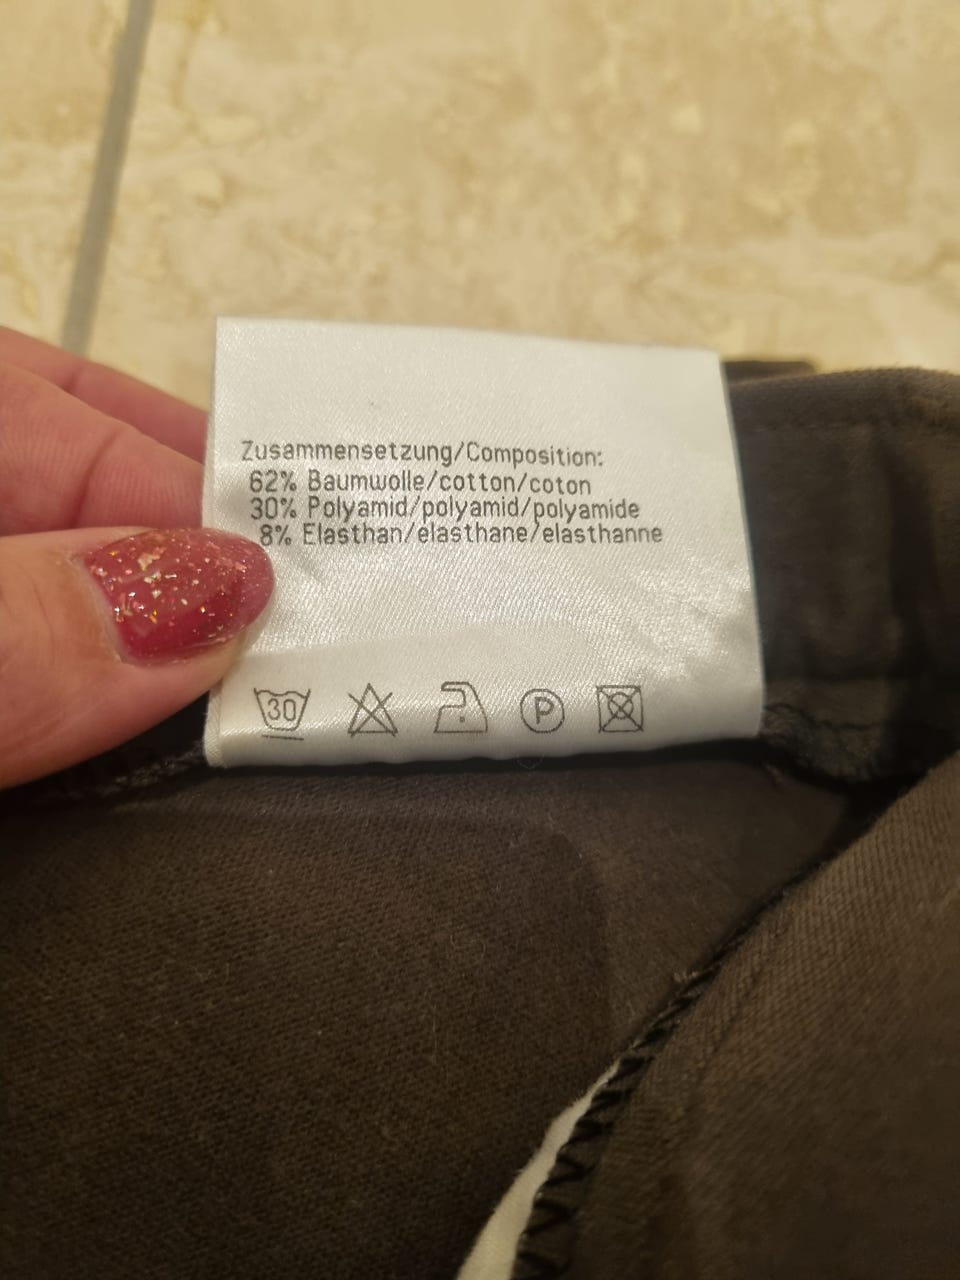 Zusammensetzung/Composition:
62% Baumwolle/cotton/coton
30% Polyamid/polyamid/polyamide
8% Elasthan/elasthane/elasthanne
30 P